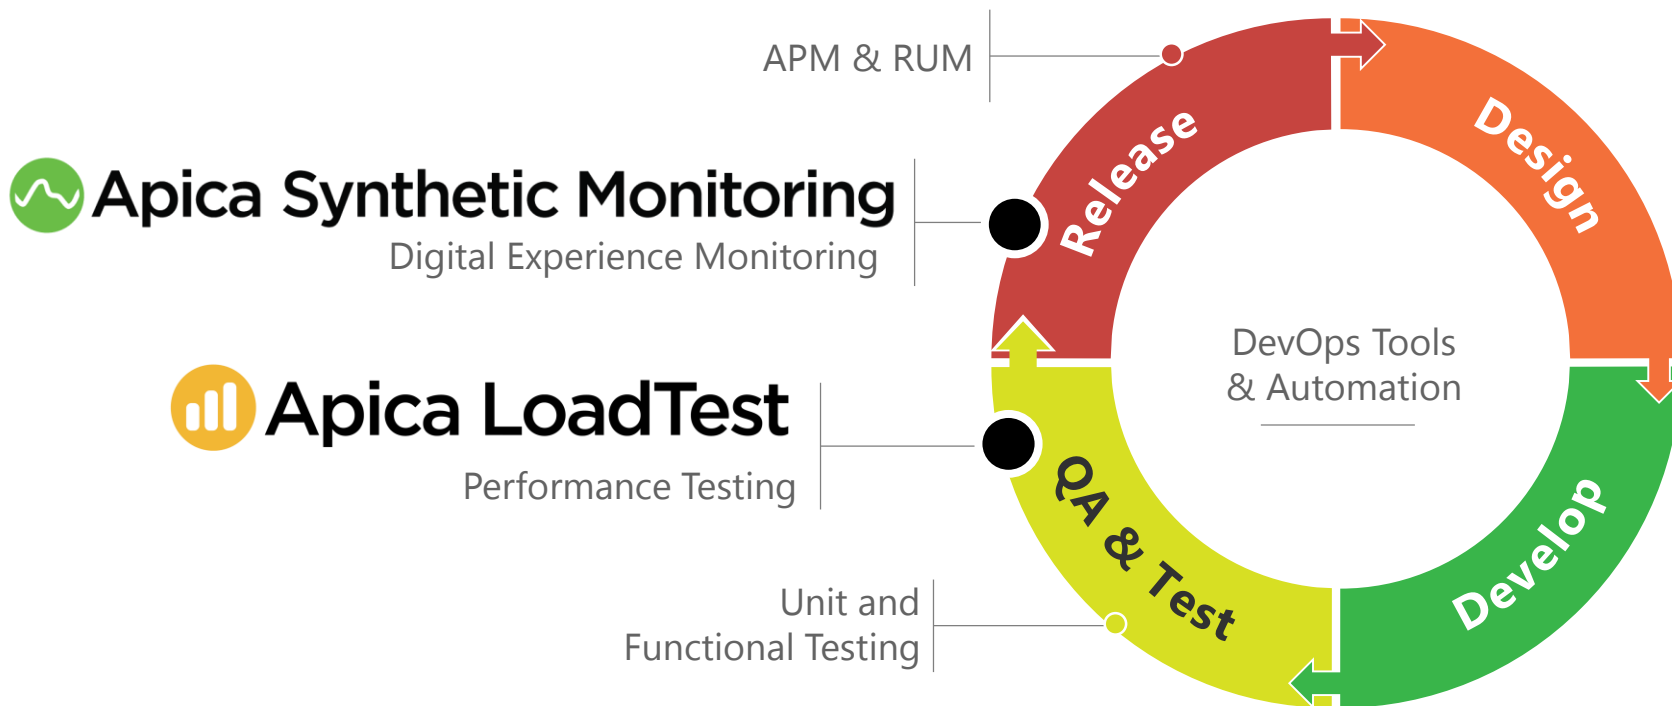 APM & RUM
Apica Synthetic Monitoring
Digital Experience Monitoring
Apica LoadTest
Performance Testing
Unit and
Functional Testing
Release
Design
DevOps Tools
& Automation
QA & Test
Develop